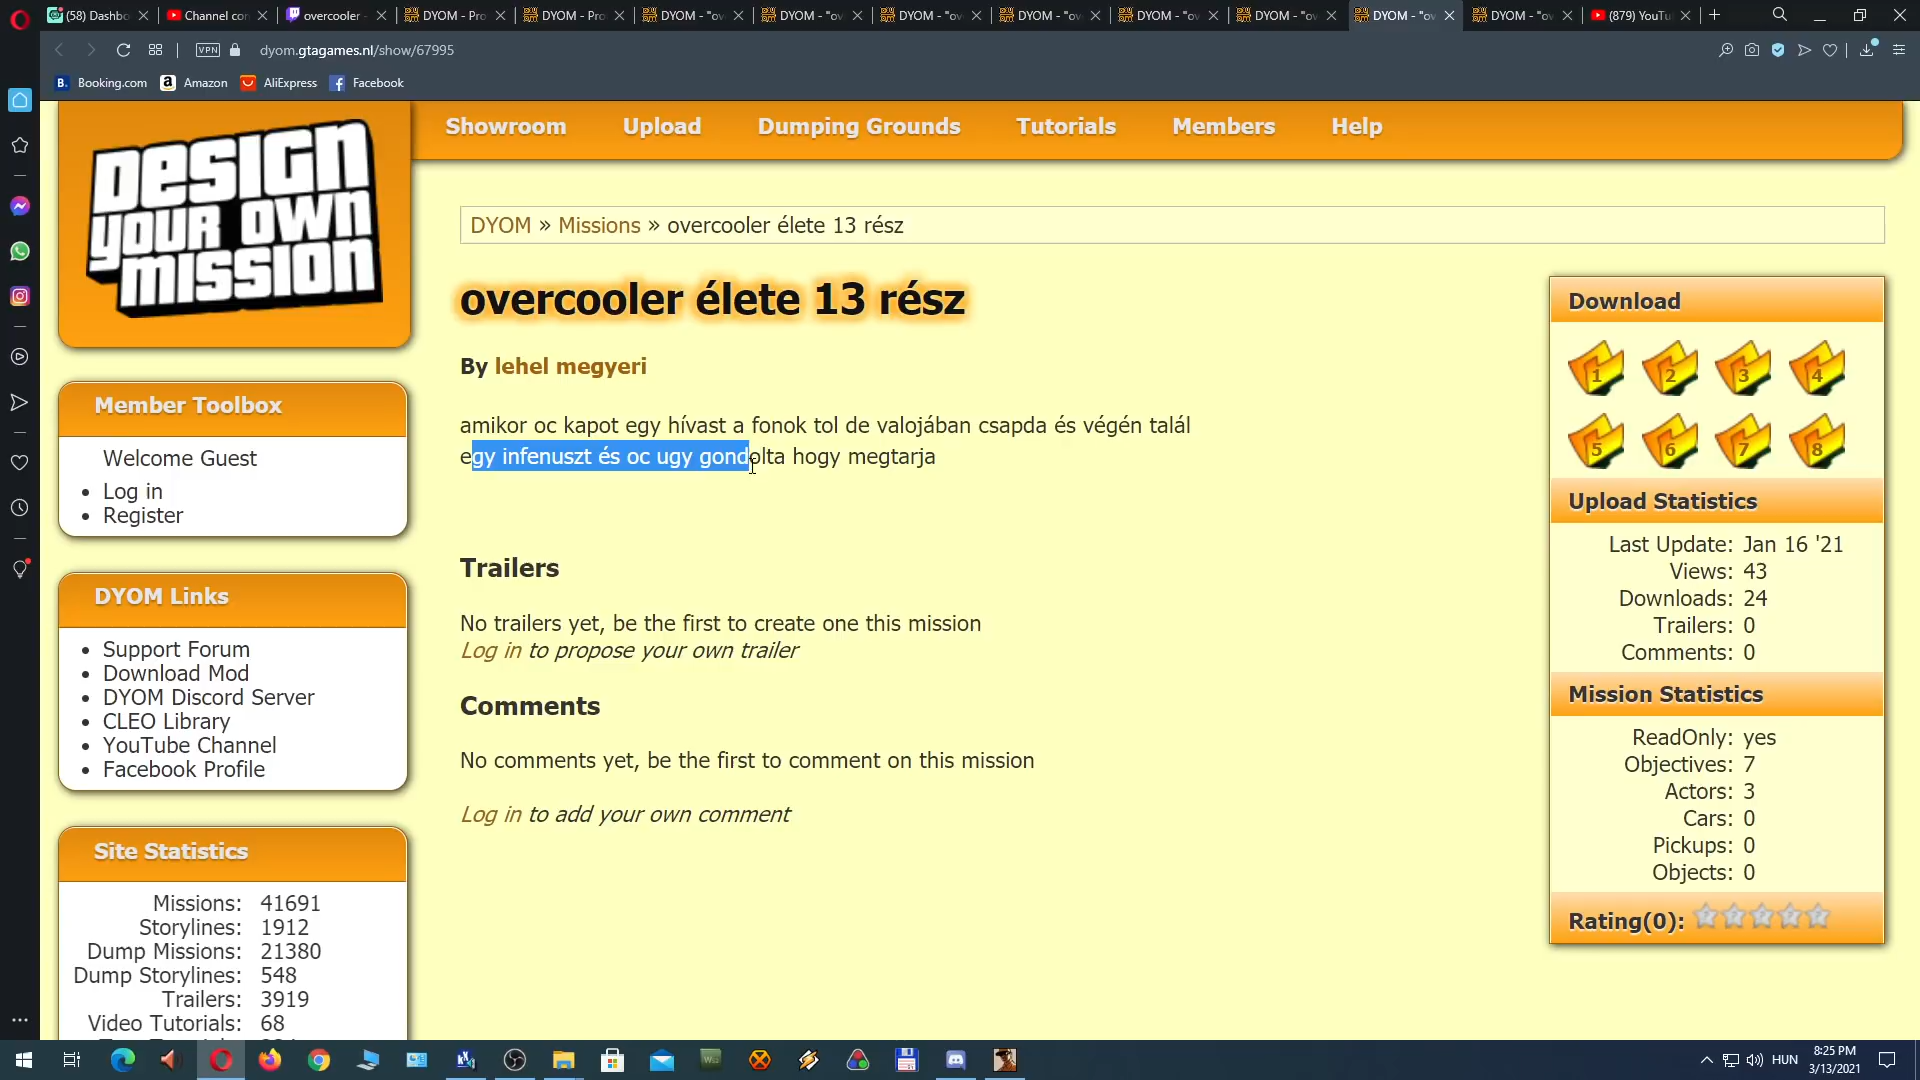 (58) Dashbo
Channel con
overcooler -
DYOM - Pro
DYOM - Pro
DYOM - "ov
DYOM - "ov
DYOM - "ov
DYOM - "ov
DYOM - "ov
DYOM - "ov
DYOM - "ov
DYOM - "ov
(879) YouTu
VPN
dyom.gtagames.nl/show/67995
Booking.com
Amazon
AliExpress
Facebook
DESIGN
YOUR OWN
MISSION
Showroom
Upload
Dumping Grounds
Tutorials
Members
Help
DYOM » Missions » overcooler élete 13 rész
overcooler élete 13 rész
By lehel megyeri
amikor oc kapot egy hívast a fonok tol de valojában csapda és végén talál
egy infenuszt és oc ugy gondolta hogy megtarja
Trailers
No trailers yet, be the first to create one this mission
Log in to propose your own trailer
Comments
No comments yet, be the first to comment on this mission
Log in to add your own comment
Member Toolbox
Welcome Guest
Log in
Register
DYOM Links
Support Forum
Download Mod
DYOM Discord Server
CLEO Library
YouTube Channel
Facebook Profile
Site Statistics
Missions: 41691
Storylines: 1912
Dump Missions: 21380
Dump Storylines: 548
Trailers: 3919
Video Tutorials: 68
Download
1 2 3 4
5 6 7 8
Upload Statistics
Last Update: Jan 16 '21
Views: 43
Downloads: 24
Trailers: 0
Comments: 0
Mission Statistics
ReadOnly: yes
Objectives: 7
Actors: 3
Cars: 0
Pickups: 0
Objects: 0
Rating(0):
HUN
8:25 PM
3/13/2021